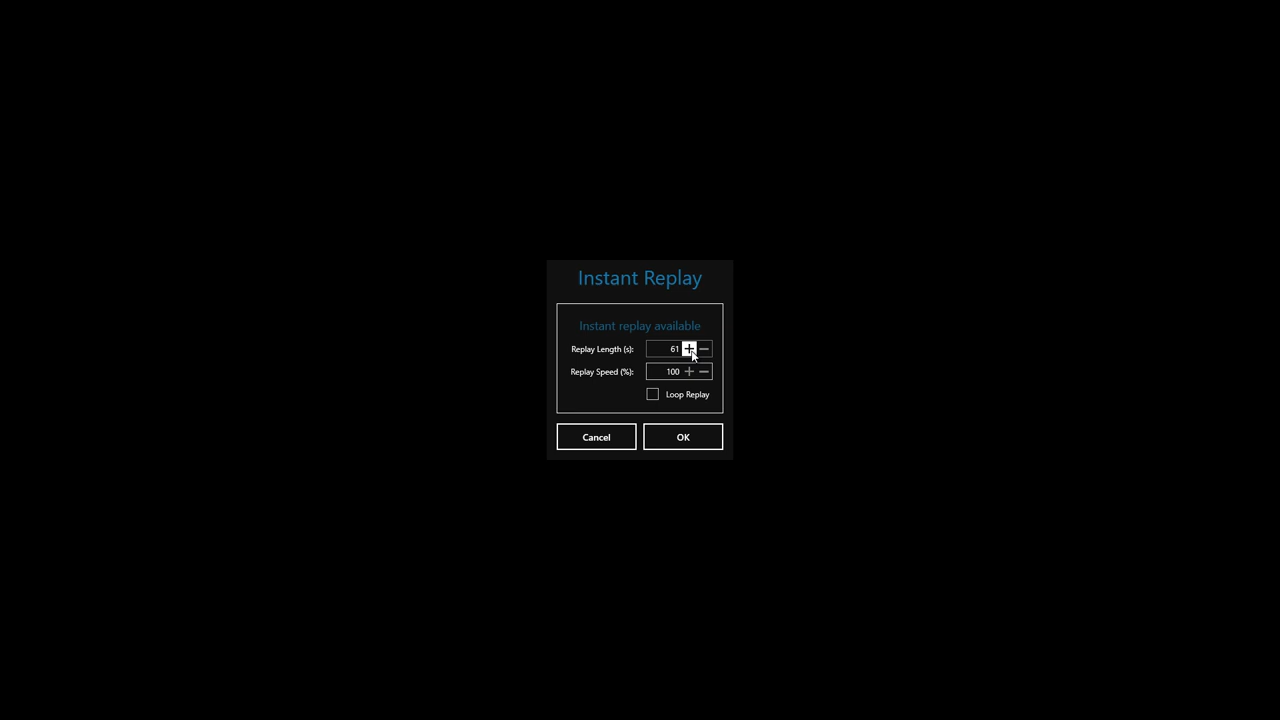 Instant Replay
Instant replay available
Replay Length (s): 61
Replay Speed (%): 100
Loop Replay
Cancel OK